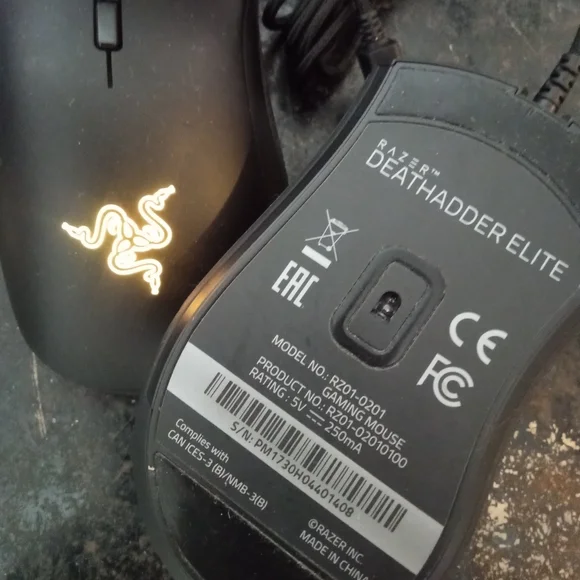 RAZER™
DEATHADDER ELITE
EAC
CE
FC
MODEL NO.: RZ01-0201
GAMING MOUSE
PRODUCT NO.: RZ01-02010100
RATING : 5V ⎓ 250mA
S/N: PM1730H04401408
Complies with
CAN ICES-3 (B)/NMB-3(B)
©RAZER INC.
MADE IN CHINA